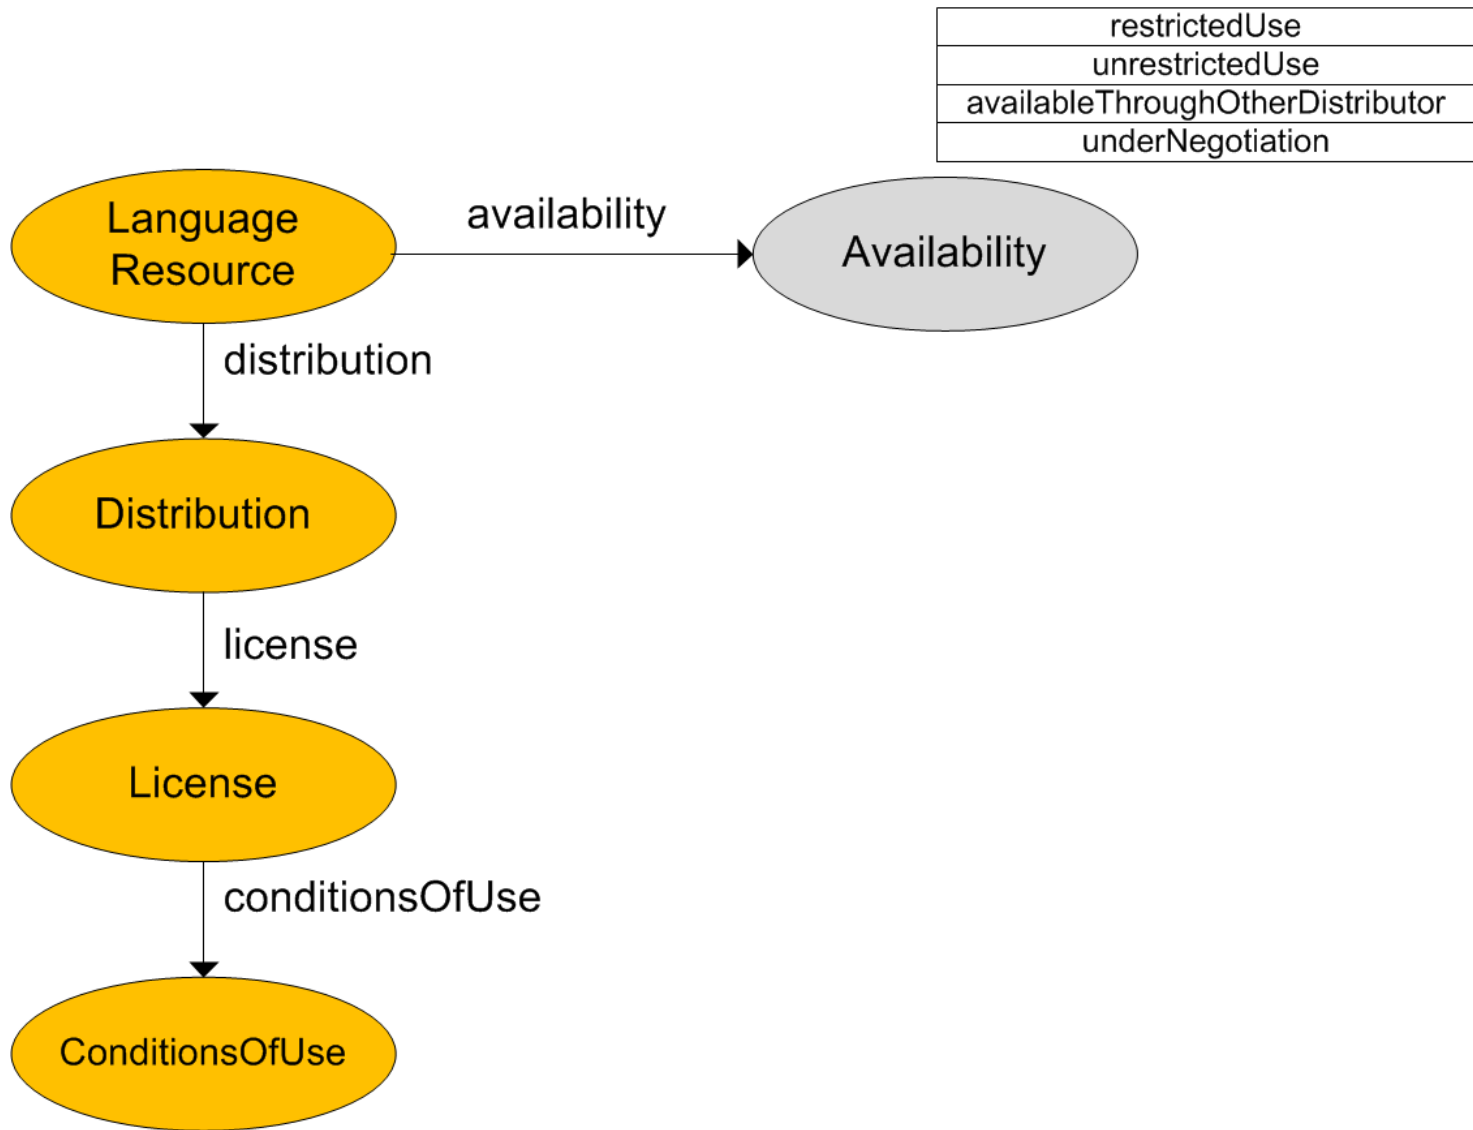 restrictedUse
unrestrictedUse
availableThroughOtherDistributor
underNegotiation
Language
Resource
availability
Availability
distribution
Distribution
license
License
conditionsOfUse
ConditionsOfUse